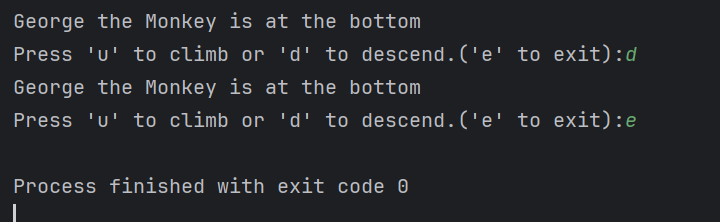 George the Monkey is at the bottom
Press 'u' to climb or 'd' to descend.('e' to exit):d
George the Monkey is at the bottom
Press 'u' to climb or 'd' to descend.('e' to exit):e
Process finished with exit code 0